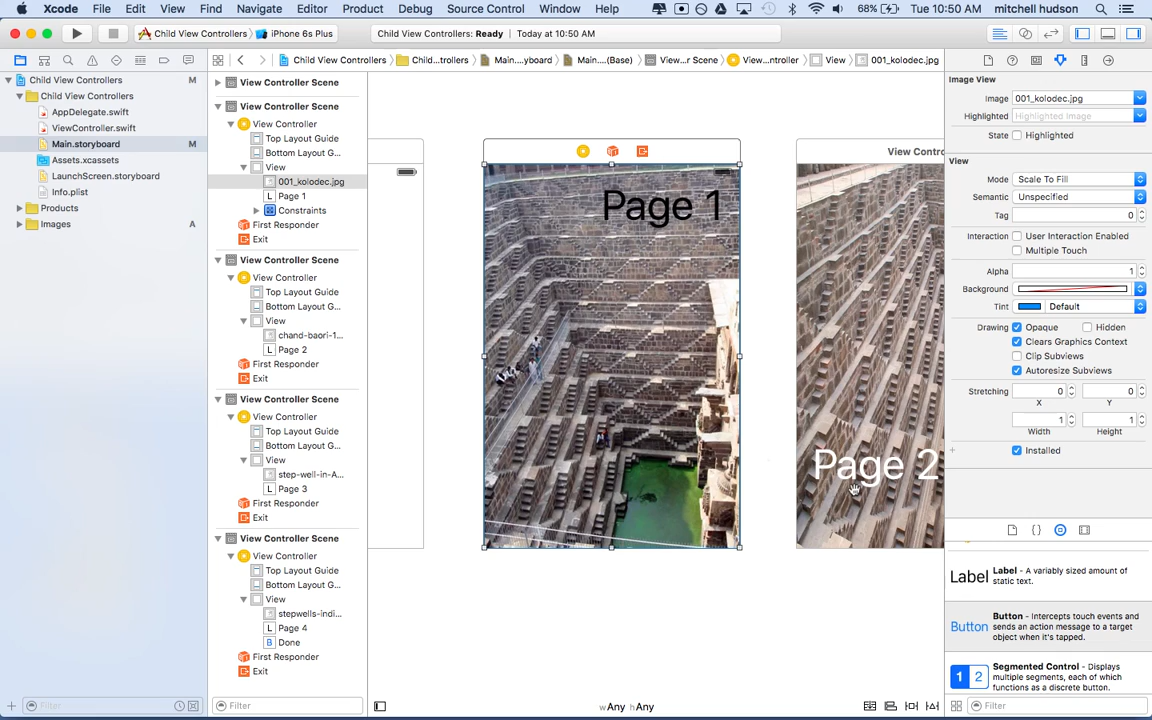 Xcode File Edit View Find Navigate Editor Product Debug Source Control Window Help 68% Tue 10:50 AM mitchell hudson
Child View Controllers iPhone 6s Plus Child View Controllers: Ready | Today at 10:50 AM
Child View Controllers Child...trollers Main....yboard Main....(Base) View...r Scene View...ntroller View 001_kolodec.jpg
Child View Controllers M
Child View Controllers
AppDelegate.swift
ViewController.swift
Main.storyboard M
Assets.xcassets
LaunchScreen.storyboard
Info.plist
Products
Images A
Filter
View Controller Scene
View Controller Scene
View Controller
Top Layout Guide
Bottom Layout G...
View
001_kolodec.jpg
L Page 1
Constraints
First Responder
Exit
View Controller Scene
View Controller
Top Layout Guide
Bottom Layout G...
View
chand-baori-1...
L Page 2
First Responder
Exit
View Controller Scene
View Controller
Top Layout Guide
Bottom Layout G...
View
step-well-in-A...
L Page 3
First Responder
Exit
View Controller Scene
View Controller
Top Layout Guide
Bottom Layout G...
View
stepwells-indi...
L Page 4
B Done
First Responder
Exit
Filter
Page 1
View Contro
Page 2
wAny hAny
Image View
Image 001_kolodec.jpg
Highlighted Highlighted Image
State Highlighted
View
Mode Scale To Fill
Semantic Unspecified
Tag 0
Interaction User Interaction Enabled
Multiple Touch
Alpha 1
Background
Tint Default
Drawing Opaque Hidden
Clears Graphics Context
Clip Subviews
Autoresize Subviews
Stretching 0 0
X Y
1 1
Width Height
Installed
Label Label - A variably sized amount of static text.
Button Button - Intercepts touch events and sends an action message to a target object when it's tapped.
1 2 Segmented Control - Displays multiple segments, each of which functions as a discrete button.
Filter